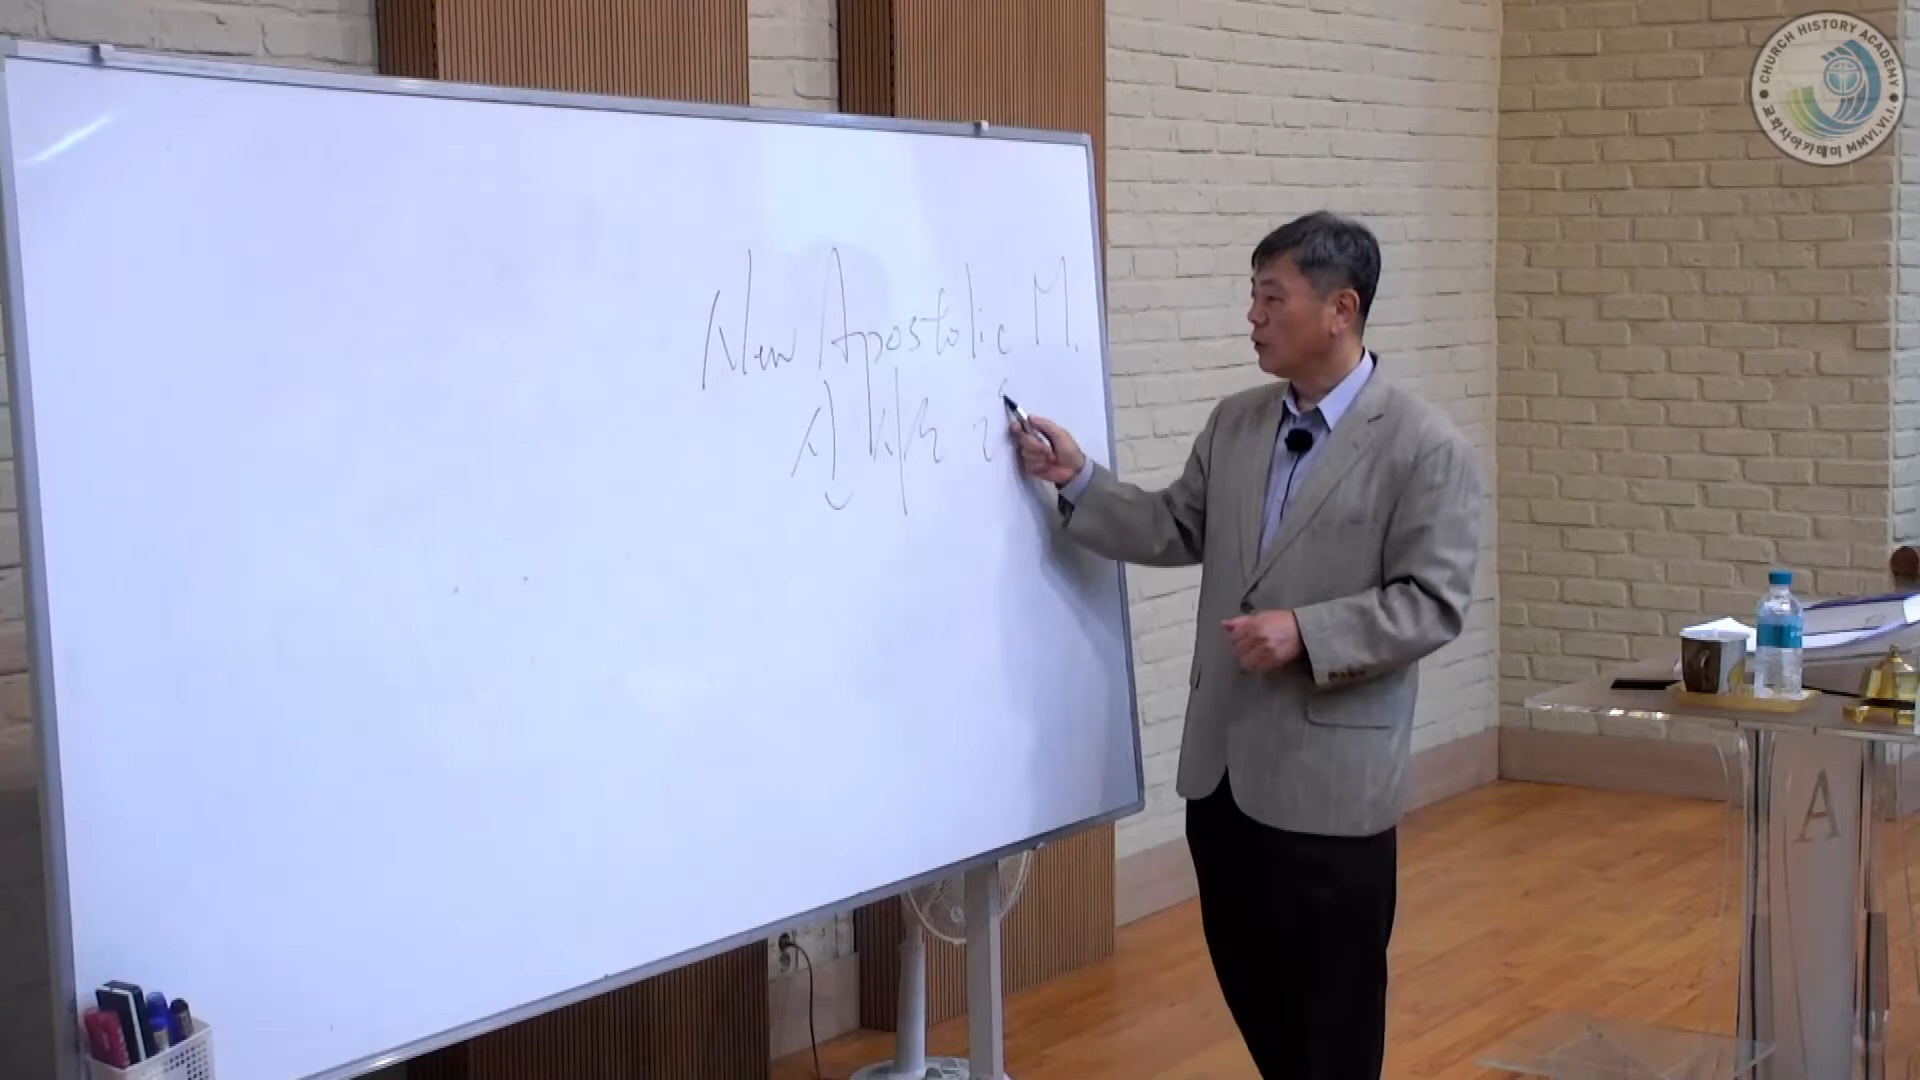 New Apostolic M.
신사도
CHURCH HISTORY ACADEMY
교회사아카데미 MMVI.VI.I
A